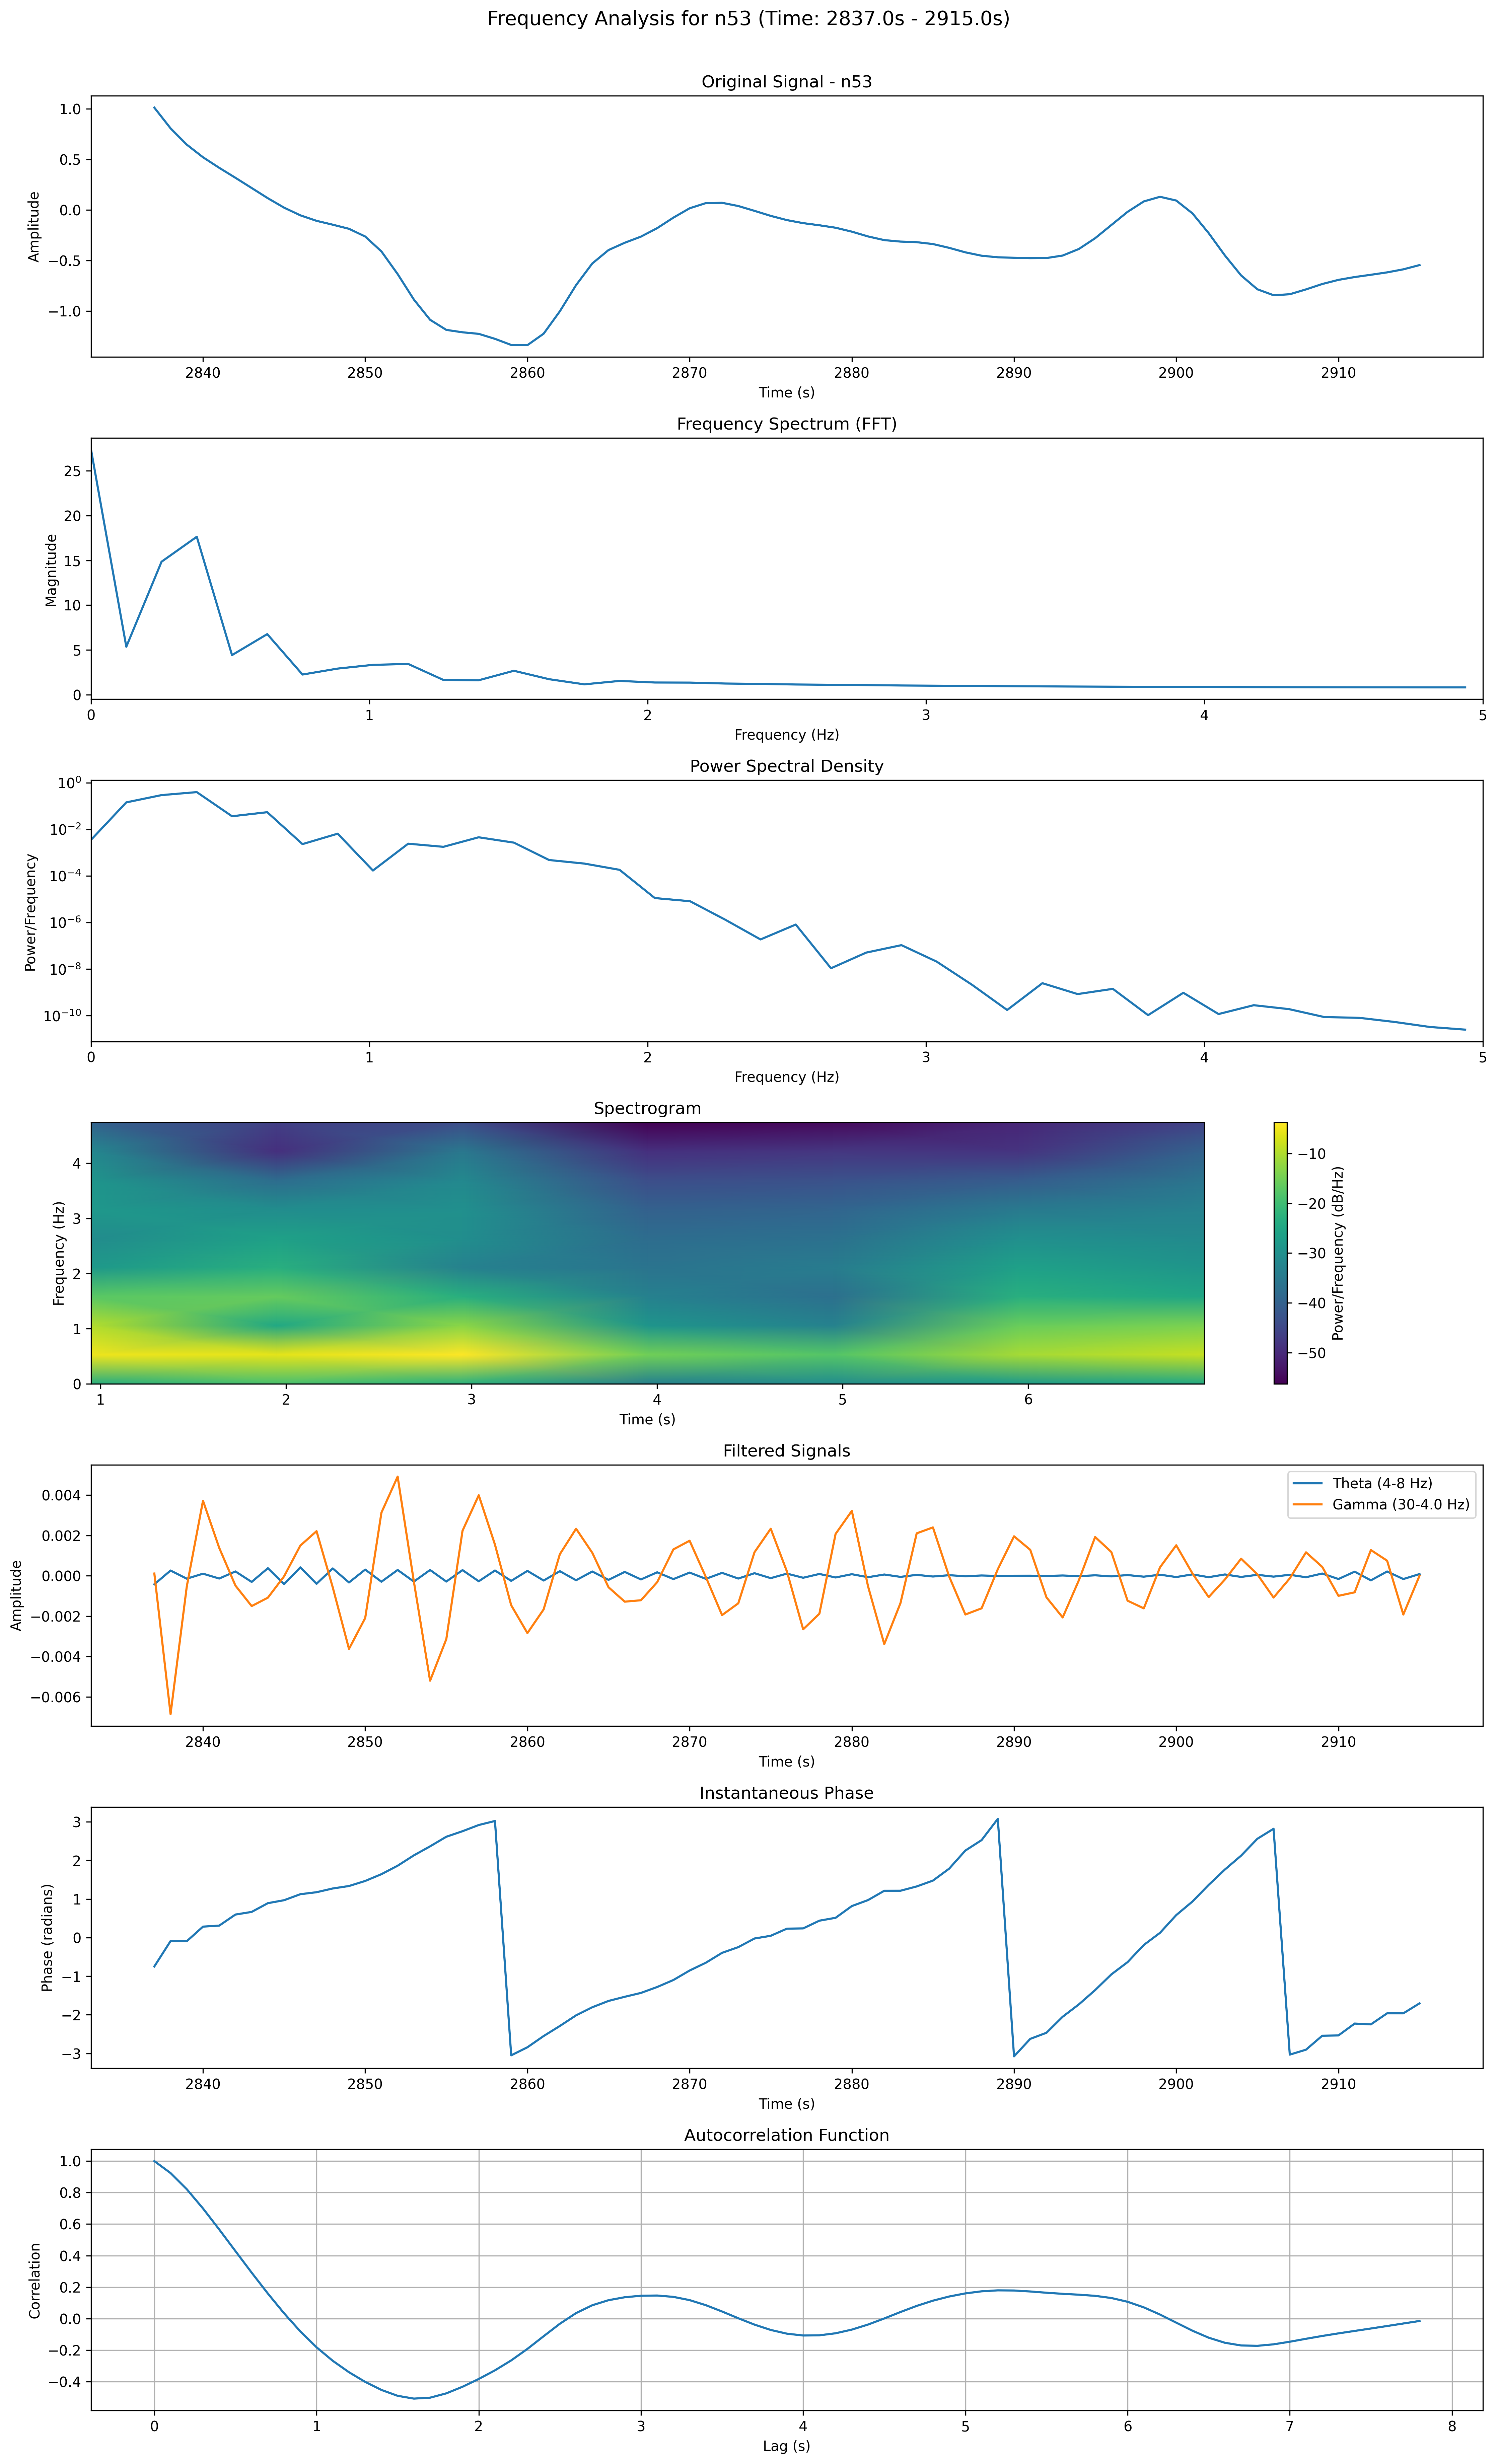 Frequency Analysis for n53 (Time: 2837.0s - 2915.0s)
Original Signal - n53
Amplitude
1.0
0.5
0.0
−0.5
−1.0
2840 2850 2860 2870 2880 2890 2900 2910
Time (s)
Frequency Spectrum (FFT)
Magnitude
25
20
15
10
5
0
0 1 2 3 4 5
Frequency (Hz)
Power Spectral Density
Power/Frequency
10⁰
10⁻²
10⁻⁴
10⁻⁶
10⁻⁸
10⁻¹⁰
0 1 2 3 4 5
Frequency (Hz)
Spectrogram
Frequency (Hz)
4
3
2
1
0
1 2 3 4 5 6
Time (s)
−10
−20
−30
−40
−50
Power/Frequency (dB/Hz)
Filtered Signals
Amplitude
0.004
0.002
0.000
−0.002
−0.004
−0.006
Theta (4-8 Hz)
Gamma (30-4.0 Hz)
2840 2850 2860 2870 2880 2890 2900 2910
Time (s)
Instantaneous Phase
Phase (radians)
3
2
1
0
−1
−2
−3
2840 2850 2860 2870 2880 2890 2900 2910
Time (s)
Autocorrelation Function
Correlation
1.0
0.8
0.6
0.4
0.2
0.0
−0.2
−0.4
0 1 2 3 4 5 6 7 8
Lag (s)